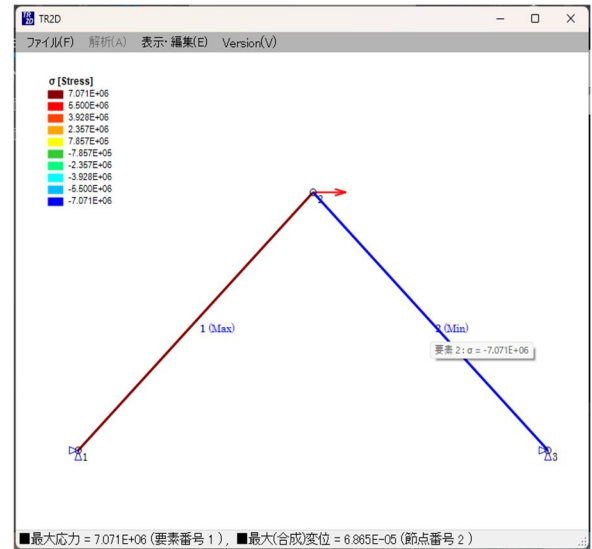 TR
2D
TR2D
ファイル(F) 解析(A) 表示・編集(E) Version(V)
σ [Stress]
7.071E+06
5.500E+06
3.928E+06
2.357E+06
7.857E+05
-7.857E+05
-2.357E+06
-3.928E+06
-5.500E+06
-7.071E+06
2
1 (Max)
2 (Min)
要素 2 : σ = -7.071E+06
1
3
■最大応力 = 7.071E+06 (要素番号 1 ) , ■最大(合成)変位 = 6.865E-05 (節点番号 2 )